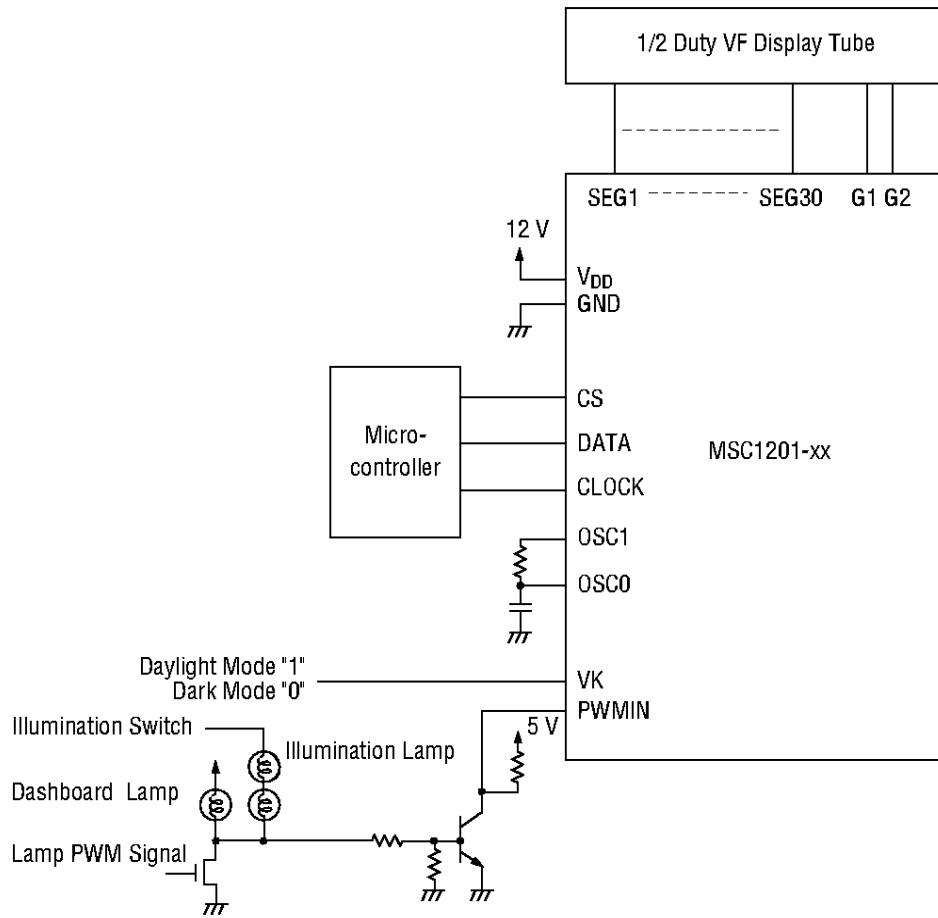 1/2 Duty VF Display Tube
SEG1 SEG30 G1 G2
12 V
VDD
GND
Micro-
controller
CS
DATA
CLOCK
MSC1201-xx
OSC1
OSC0
Daylight Mode "1"
Dark Mode "0"
VK
PWMIN
5 V
Illumination Switch
Illumination Lamp
Dashboard Lamp
Lamp PWM Signal